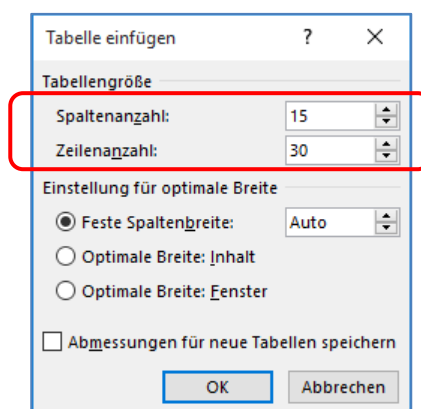 Tabelle einfügen ? ×
Tabellengröße
Spaltenanzahl: 15
Zeilenanzahl: 30
Einstellung für optimale Breite
Feste Spaltenbreite: Auto
Optimale Breite: Inhalt
Optimale Breite: Fenster
Abmessungen für neue Tabellen speichern
OK Abbrechen